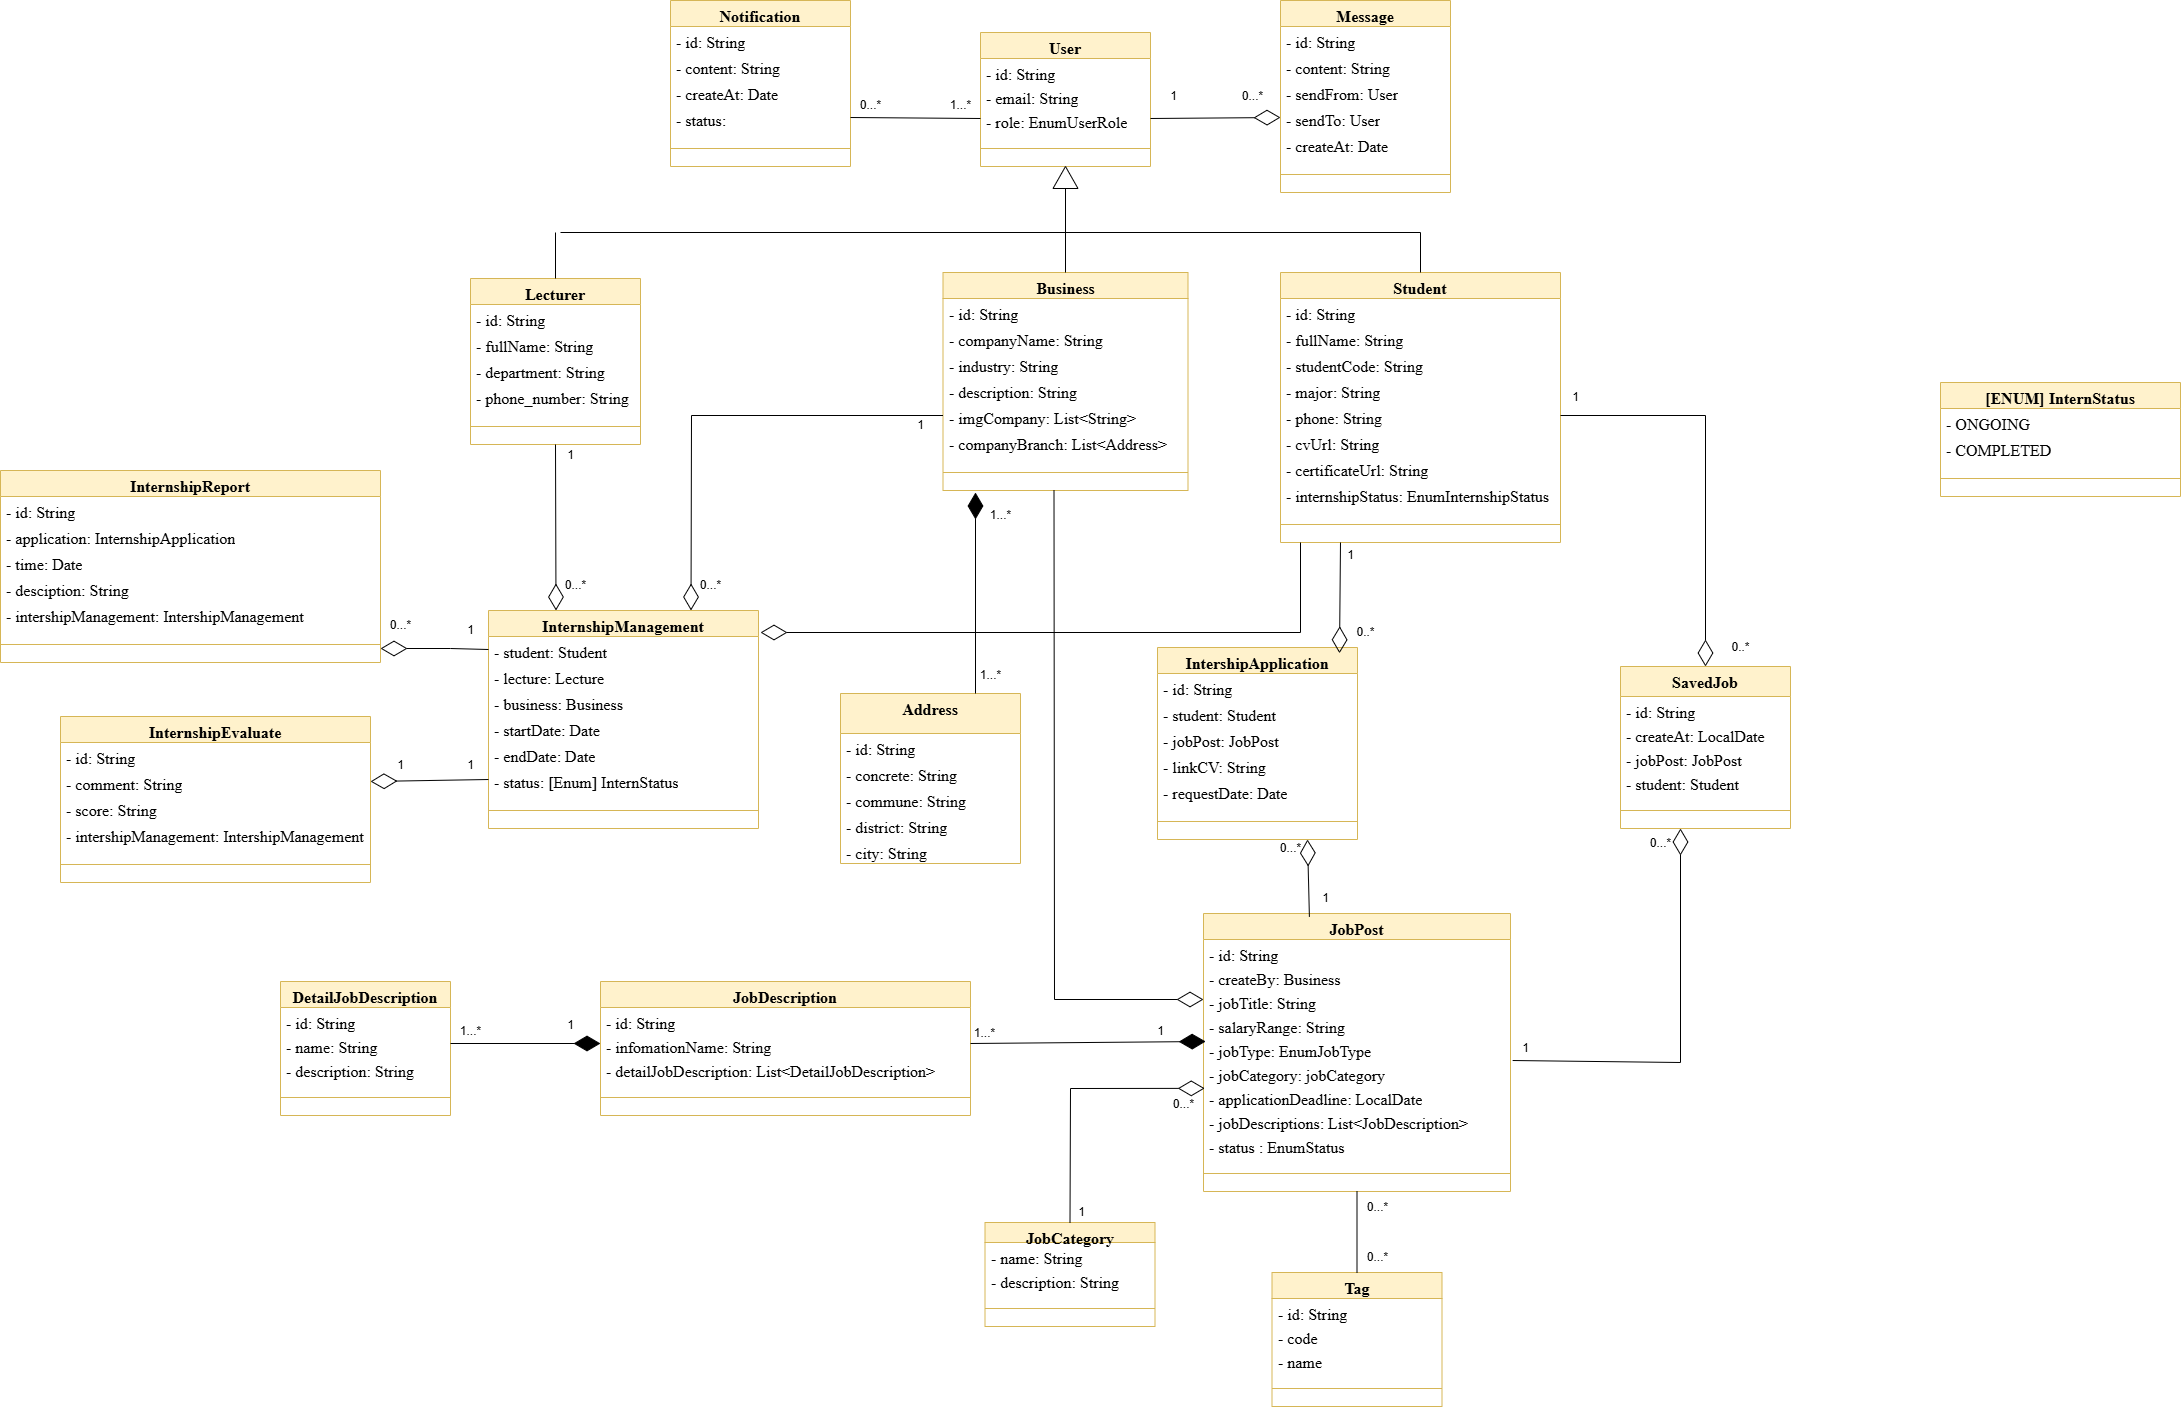 Notification
- id: String
- content: String
- createAt: Date
- status:
0...*
1...*
User
- id: String
- email: String
- role: EnumUserRole
1
0...*
Message
- id: String
- content: String
- sendFrom: User
- sendTo: User
- createAt: Date
Lecturer
- id: String
- fullName: String
- department: String
- phone_number: String
1
Business
- id: String
- companyName: String
- industry: String
- description: String
- imgCompany: List<String>
- companyBranch: List<Address>
1
1...*
Student
- id: String
- fullName: String
- studentCode: String
- major: String
- phone: String
- cvUrl: String
- certificateUrl: String
- internshipStatus: EnumInternshipStatus
1
1
[ENUM] InternStatus
- ONGOING
- COMPLETED
InternshipReport
- id: String
- application: InternshipApplication
- time: Date
- desciption: String
- intershipManagement: IntershipManagement
0...*
1
0...*
0...*
InternshipManagement
- student: Student
- lecture: Lecture
- business: Business
- startDate: Date
- endDate: Date
- status: [Enum] InternStatus
InternshipEvaluate
- id: String
- comment: String
- score: String
- intershipManagement: IntershipManagement
1
1
1...*
Address
- id: String
- concrete: String
- commune: String
- district: String
- city: String
0..*
IntershipApplication
- id: String
- student: Student
- jobPost: JobPost
- linkCV: String
- requestDate: Date
0...*
1
0..*
SavedJob
- id: String
- createAt: LocalDate
- jobPost: JobPost
- student: Student
0...*
DetailJobDescription
- id: String
- name: String
- description: String
1...*
1
JobDescription
- id: String
- infomationName: String
- detailJobDescription: List<DetailJobDescription>
1...*
1
JobPost
- id: String
- createBy: Business
- jobTitle: String
- salaryRange: String
- jobType: EnumJobType
- jobCategory: jobCategory
- applicationDeadline: LocalDate
- jobDescriptions: List<JobDescription>
- status : EnumStatus
1
0...*
1
JobCategory
- name: String
- description: String
0...*
0...*
Tag
- id: String
- code
- name